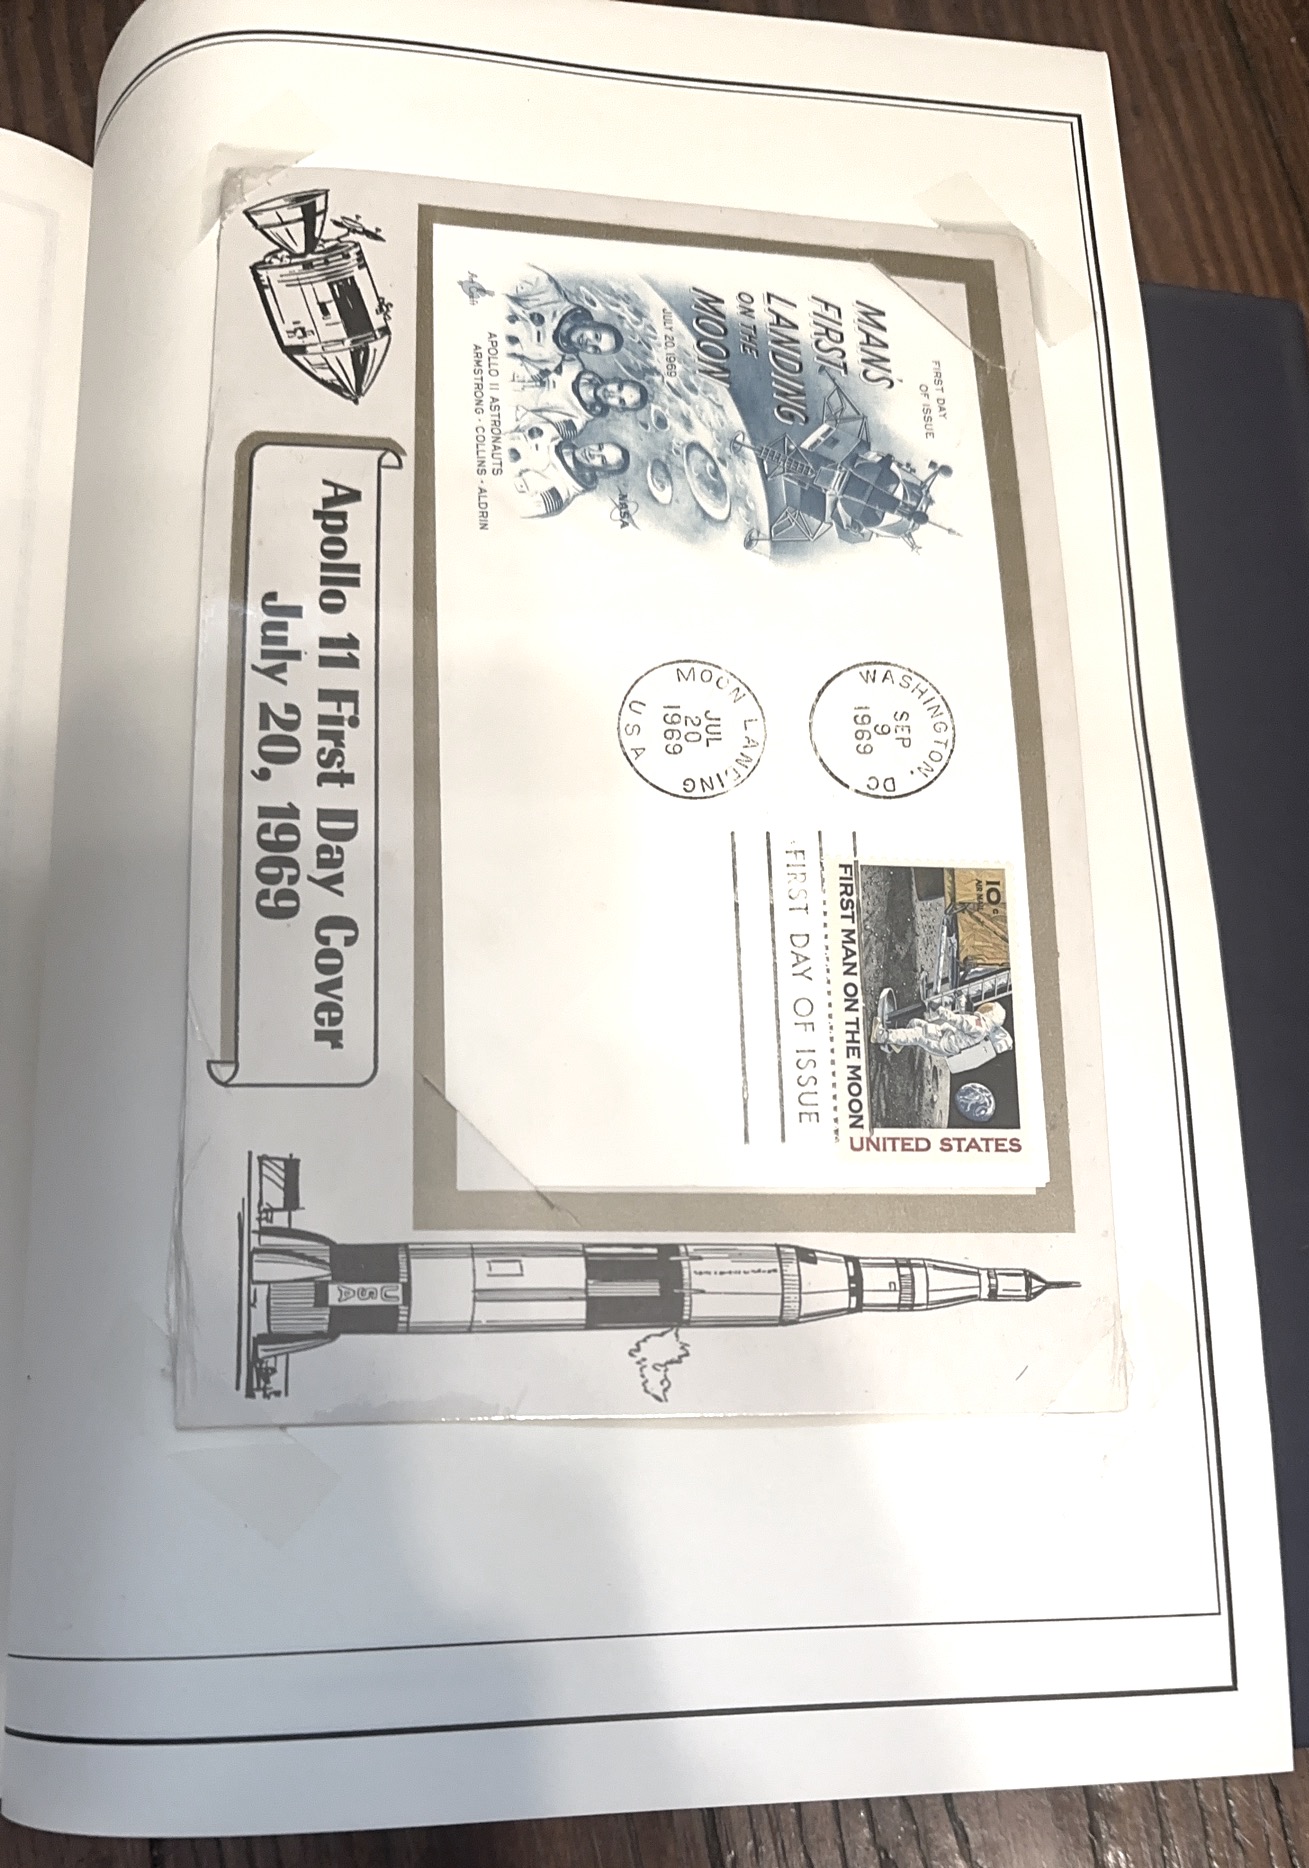 FIRST DAY
OF ISSUE
MAN'S
FIRST
LANDING
ON THE
MOON
JULY 20, 1969
NASA
APOLLO 11 ASTRONAUTS
ARMSTRONG · COLLINS · ALDRIN
WASHINGTON, DC
SEP
9
1969
MOON LANDING
USA
JUL
20
1969
10c
AIR MAIL
FIRST MAN ON THE MOON
UNITED STATES
FIRST DAY OF ISSUE
Apollo 11 First Day Cover
July 20, 1969
USA